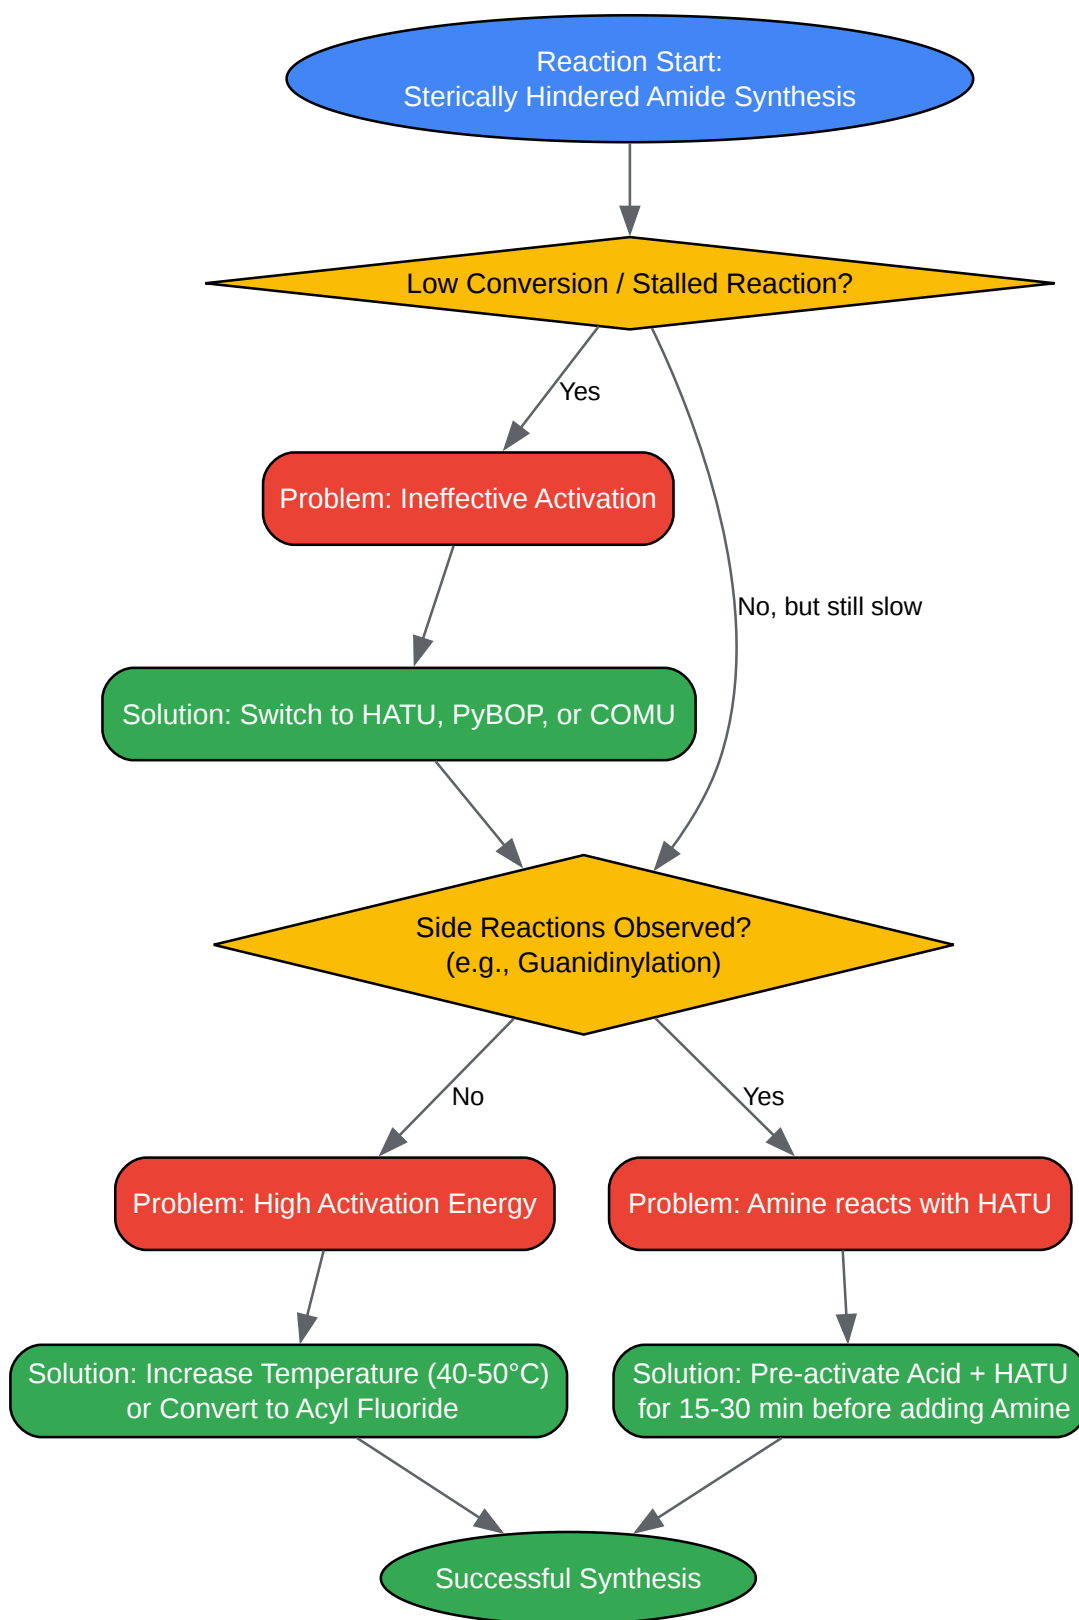 Reaction Start:
Sterically Hindered Amide Synthesis
Low Conversion / Stalled Reaction?
Yes
Problem: Ineffective Activation
No, but still slow
Solution: Switch to HATU, PyBOP, or COMU
Side Reactions Observed?
(e.g., Guanidinylation)
No
Yes
Problem: High Activation Energy
Problem: Amine reacts with HATU
Solution: Increase Temperature (40-50°C)
or Convert to Acyl Fluoride
Solution: Pre-activate Acid + HATU
for 15-30 min before adding Amine
Successful Synthesis